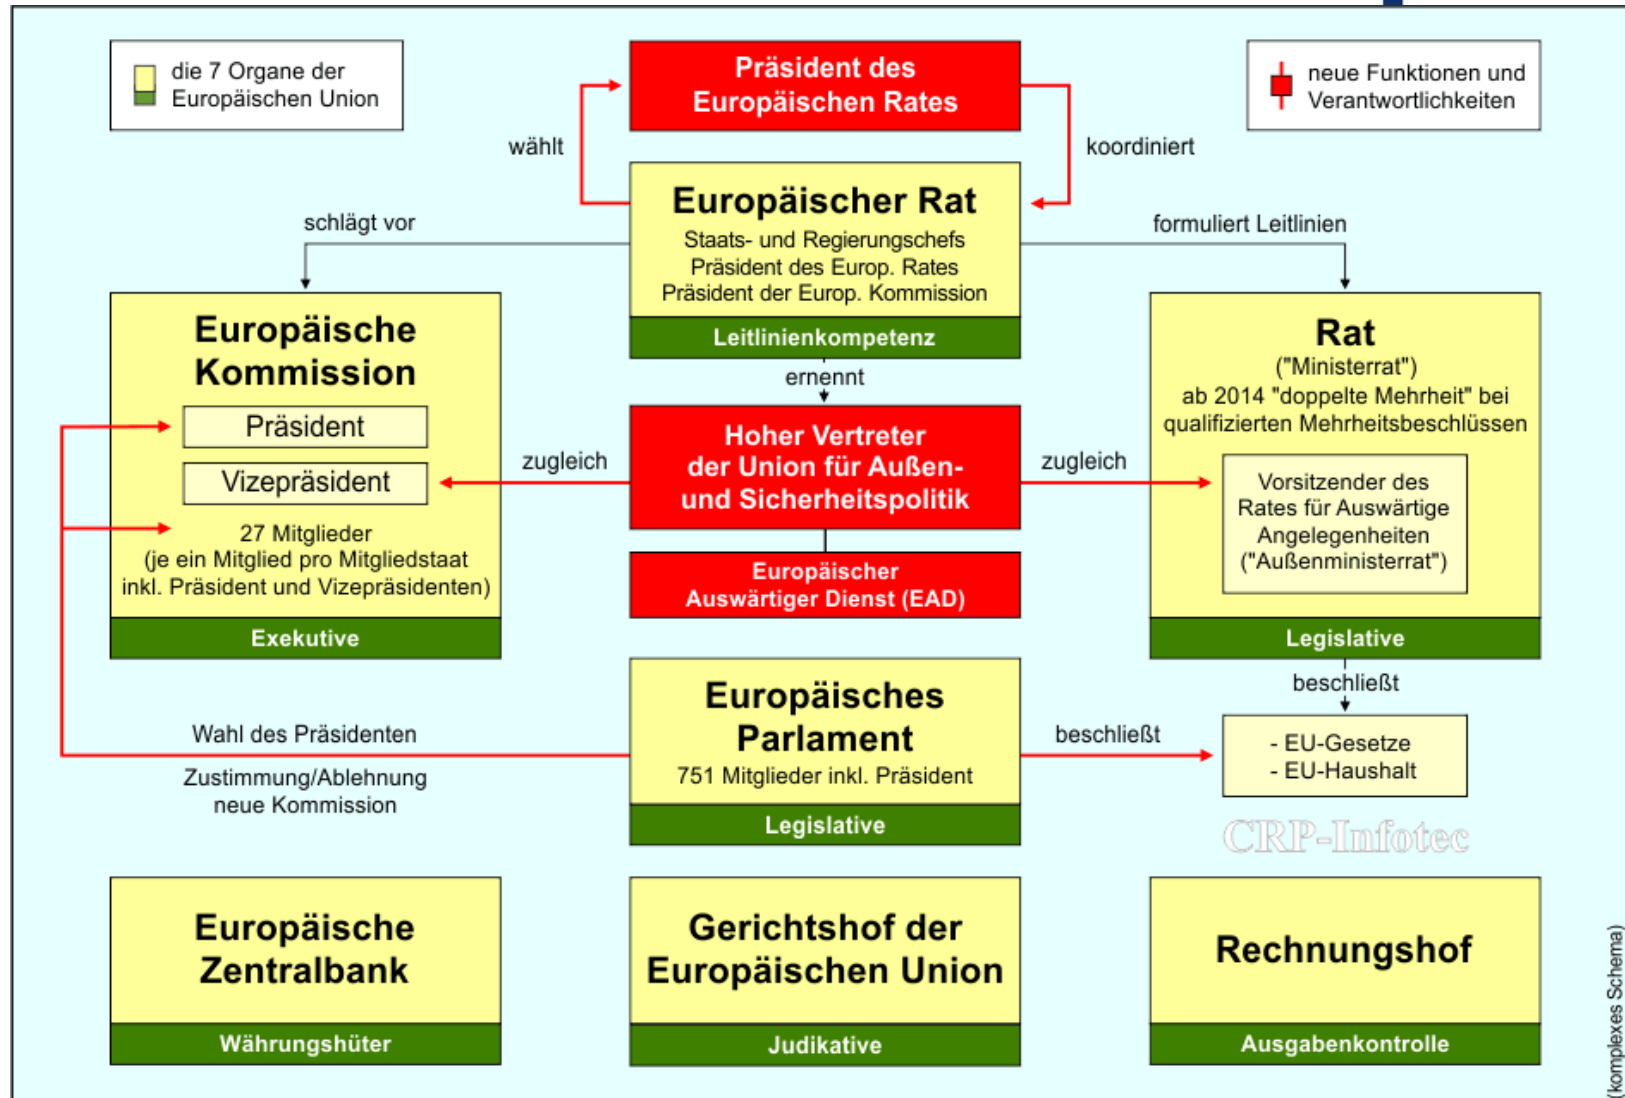 die 7 Organe der
Europäischen Union
Präsident des
Europäischen Rates
neue Funktionen und
Verantwortlichkeiten
wählt
koordiniert
Europäischer Rat
Staats- und Regierungschefs
Präsident des Europ. Rates
Präsident der Europ. Kommission
Leitlinienkompetenz
schlägt vor
formuliert Leitlinien
Europäische
Kommission
Präsident
Vizepräsident
27 Mitglieder
(je ein Mitglied pro Mitgliedstaat
inkl. Präsident und Vizepräsidenten)
Exekutive
ernennt
Hoher Vertreter
der Union für Außen-
und Sicherheitspolitik
zugleich
zugleich
Europäischer
Auswärtiger Dienst (EAD)
Rat
("Ministerrat")
ab 2014 "doppelte Mehrheit" bei
qualifizierten Mehrheitsbeschlüssen
Vorsitzender des
Rates für Auswärtige
Angelegenheiten
("Außenministerrat")
Legislative
beschließt
Europäisches
Parlament
751 Mitglieder inkl. Präsident
Legislative
Wahl des Präsidenten
Zustimmung/Ablehnung
neue Kommission
beschließt
- EU-Gesetze
- EU-Haushalt
CRP-Infotec
Europäische
Zentralbank
Währungshüter
Gerichtshof der
Europäischen Union
Judikative
Rechnungshof
Ausgabenkontrolle
(komplexes Schema)